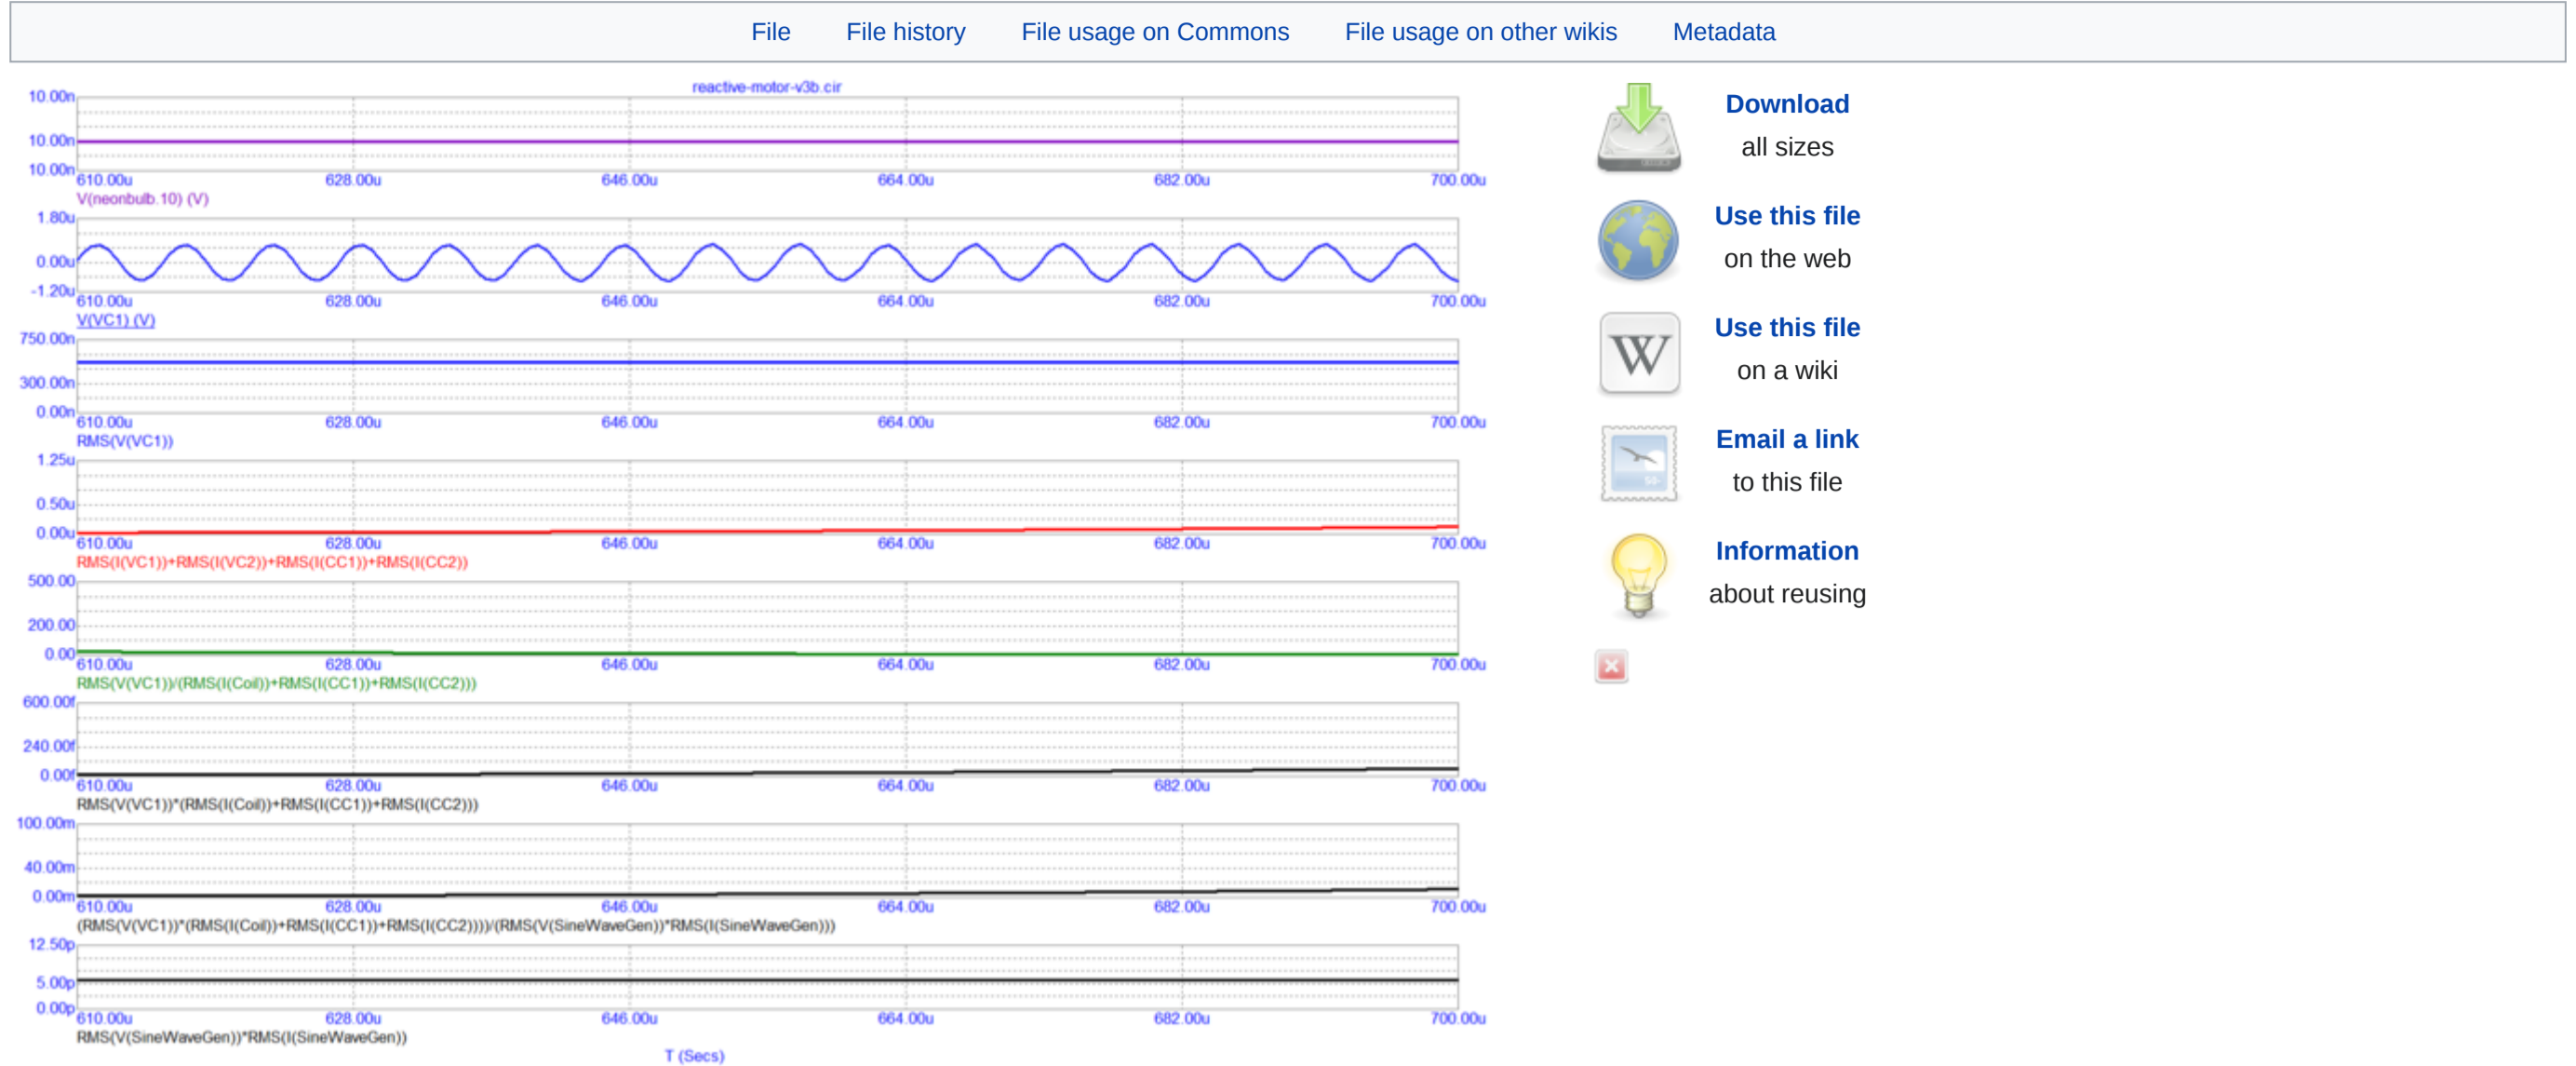 File File history File usage on Commons File usage on other wikis Metadata
reactive-motor-v3b.cir
10.00n
10.00n
10.00n
610.00u 628.00u 646.00u 664.00u 682.00u 700.00u
V(neonbulb.10) (V)
1.80u
0.00u
-1.20u
610.00u 628.00u 646.00u 664.00u 682.00u 700.00u
V(VC1) (V)
750.00n
300.00n
0.00n
610.00u 628.00u 646.00u 664.00u 682.00u 700.00u
RMS(V(VC1))
1.25u
0.50u
0.00u
610.00u 628.00u 646.00u 664.00u 682.00u 700.00u
RMS(I(VC1))+RMS(I(VC2))+RMS(I(CC1))+RMS(I(CC2))
500.00
200.00
0.00
610.00u 628.00u 646.00u 664.00u 682.00u 700.00u
RMS(V(VC1))/(RMS(I(Coil))+RMS(I(CC1))+RMS(I(CC2)))
600.00f
240.00f
0.00f
610.00u 628.00u 646.00u 664.00u 682.00u 700.00u
RMS(V(VC1))*(RMS(I(Coil))+RMS(I(CC1))+RMS(I(CC2)))
100.00m
40.00m
0.00m
610.00u 628.00u 646.00u 664.00u 682.00u 700.00u
(RMS(V(VC1))*(RMS(I(Coil))+RMS(I(CC1))+RMS(I(CC2))))/(RMS(V(SineWaveGen))*RMS(I(SineWaveGen)))
12.50p
5.00p
0.00p
610.00u 628.00u 646.00u 664.00u 682.00u 700.00u
RMS(V(SineWaveGen))*RMS(I(SineWaveGen))
T (Secs)
Download
all sizes
Use this file
on the web
W
Use this file
on a wiki
Email a link
to this file
Information
about reusing